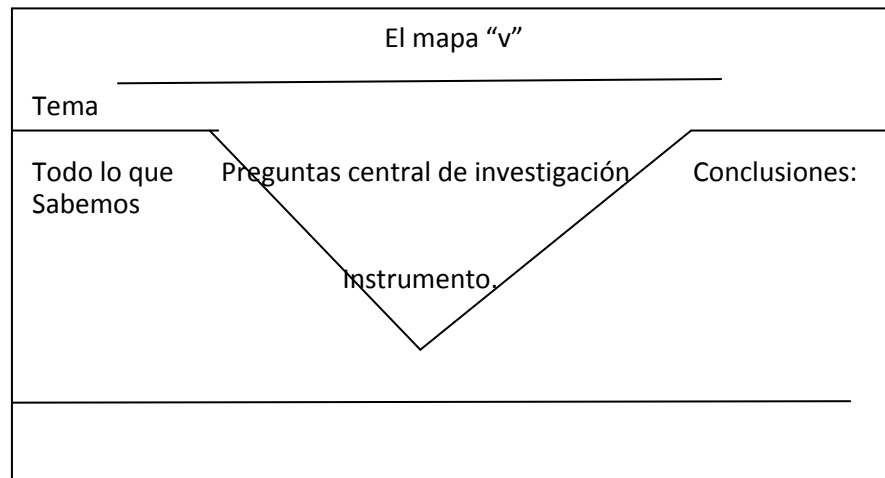 El mapa “v”
Tema
Todo lo que
Sabemos
Preguntas central de investigación
Instrumento.
Conclusiones: